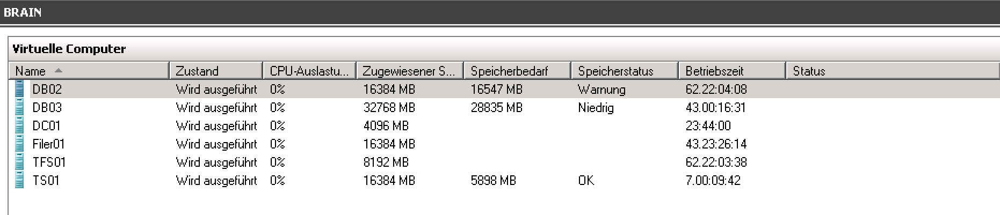 BRAIN
Virtuelle Computer
Name Zustand CPU-Auslastu... Zugewiesener S... Speicherbedarf Speicherstatus Betriebszeit Status
DB02 Wird ausgeführt 0% 16384 MB 16547 MB Warnung 62.22:04:08
DB03 Wird ausgeführt 0% 32768 MB 28835 MB Niedrig 43.00:16:31
DC01 Wird ausgeführt 0% 4096 MB 23:44:00
Filer01 Wird ausgeführt 0% 16384 MB 43.23:26:14
TFS01 Wird ausgeführt 0% 8192 MB 62.22:03:38
TS01 Wird ausgeführt 0% 16384 MB 5898 MB OK 7.00:09:42